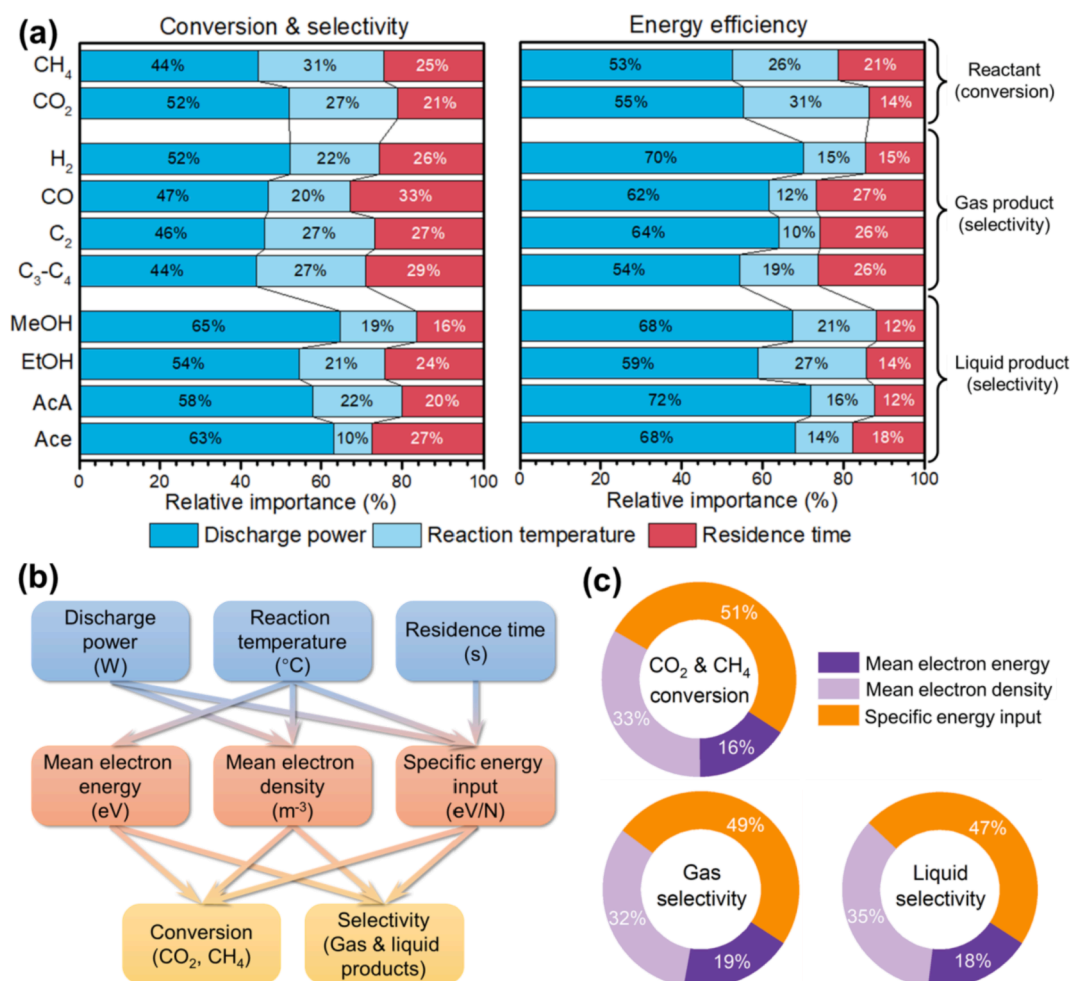 (a)
Conversion & selectivity
Energy efficiency
CH4 44% 31% 25% 53% 26% 21%
CO2 52% 27% 21% 55% 31% 14%
Reactant
(conversion)
H2 52% 22% 26% 70% 15% 15%
CO 47% 20% 33% 62% 12% 27%
C2 46% 27% 27% 64% 10% 26%
C3-C4 44% 27% 29% 54% 19% 26%
Gas product
(selectivity)
MeOH 65% 19% 16% 68% 21% 12%
EtOH 54% 21% 24% 59% 27% 14%
AcA 58% 22% 20% 72% 16% 12%
Ace 63% 10% 27% 68% 14% 18%
Liquid product
(selectivity)
0 20 40 60 80 100 0 20 40 60 80 100
Relative importance (%) Relative importance (%)
Discharge power Reaction temperature Residence time
(b)
Discharge
power
(W)
Reaction
temperature
(°C)
Residence time
(s)
Mean electron
energy
(eV)
Mean electron
density
(m-3)
Specific energy
input
(eV/N)
Conversion
(CO2, CH4)
Selectivity
(Gas & liquid
products)
(c)
51%
CO2 & CH4
conversion
33%
16%
Mean electron energy
Mean electron density
Specific energy input
49%
Gas
selectivity
32%
19%
47%
Liquid
selectivity
35%
18%